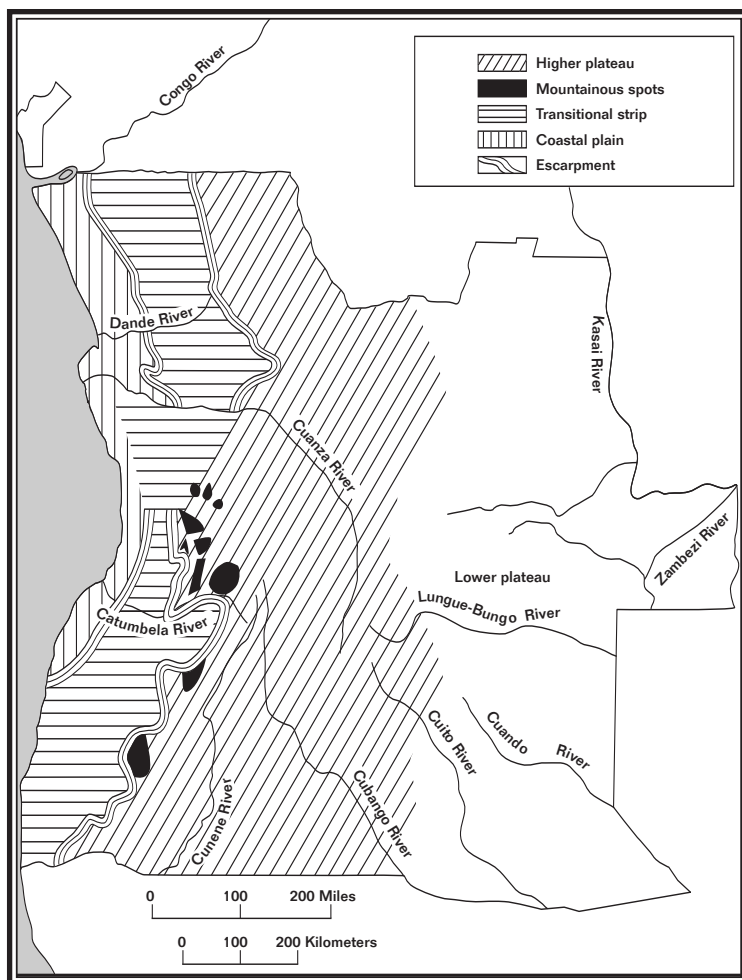 Congo River
Higher plateau
Mountainous spots
Transitional strip
Coastal plain
Escarpment
Dande River
Kasai River
Cuanza River
Zambezi River
Lower plateau
Lungue-Bungo River
Catumbela River
Cuito River
Cuando River
Cunene River
Cubango River
0 100 200 Miles
0 100 200 Kilometers